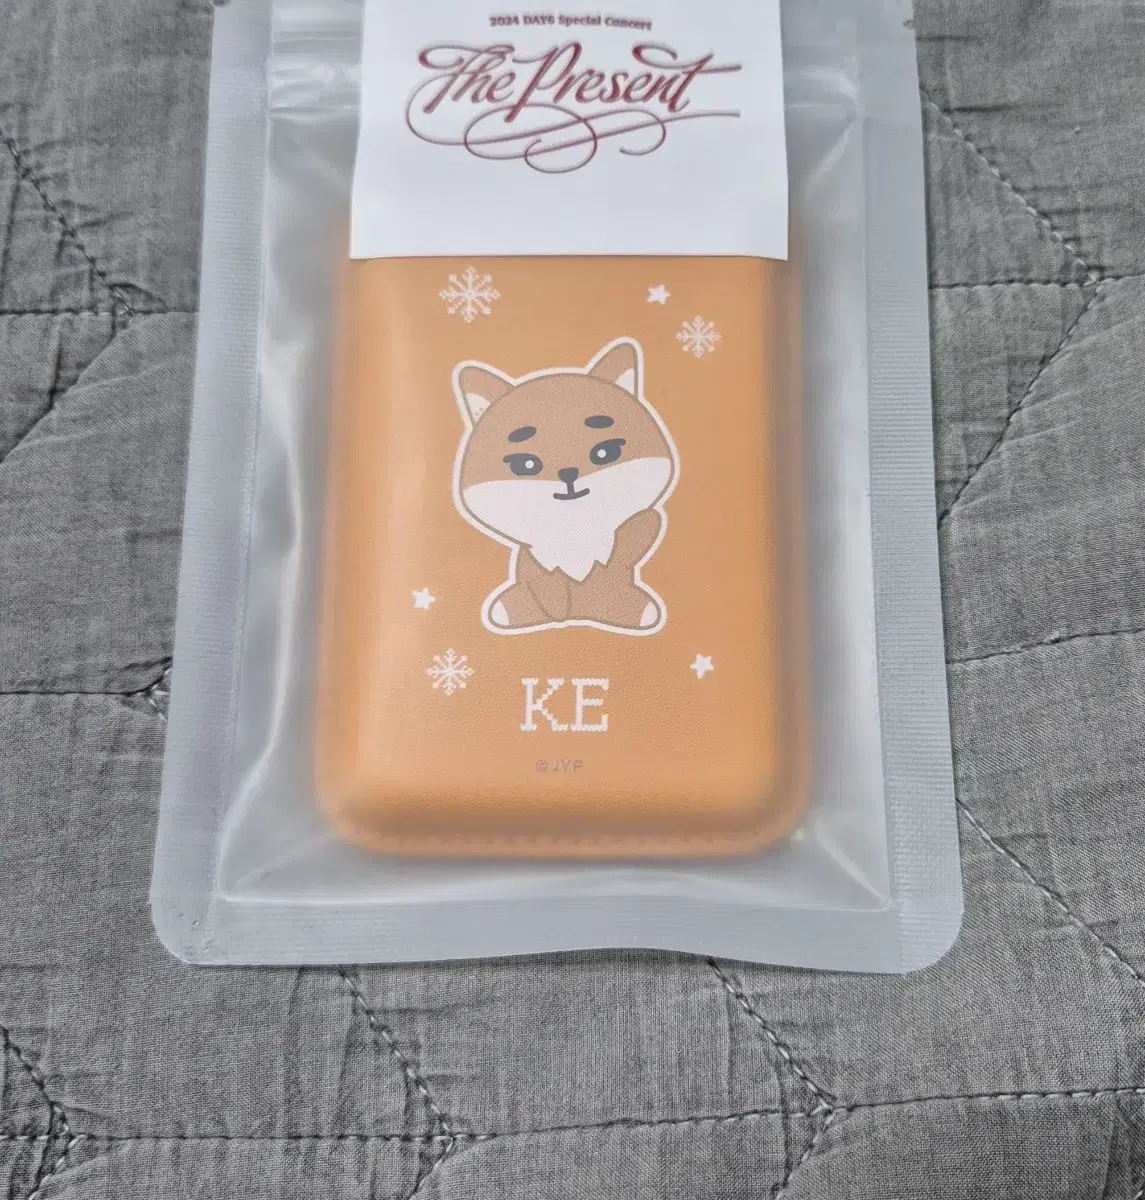 2024 DAY6 Special Concert
The Present
KE
© JYP